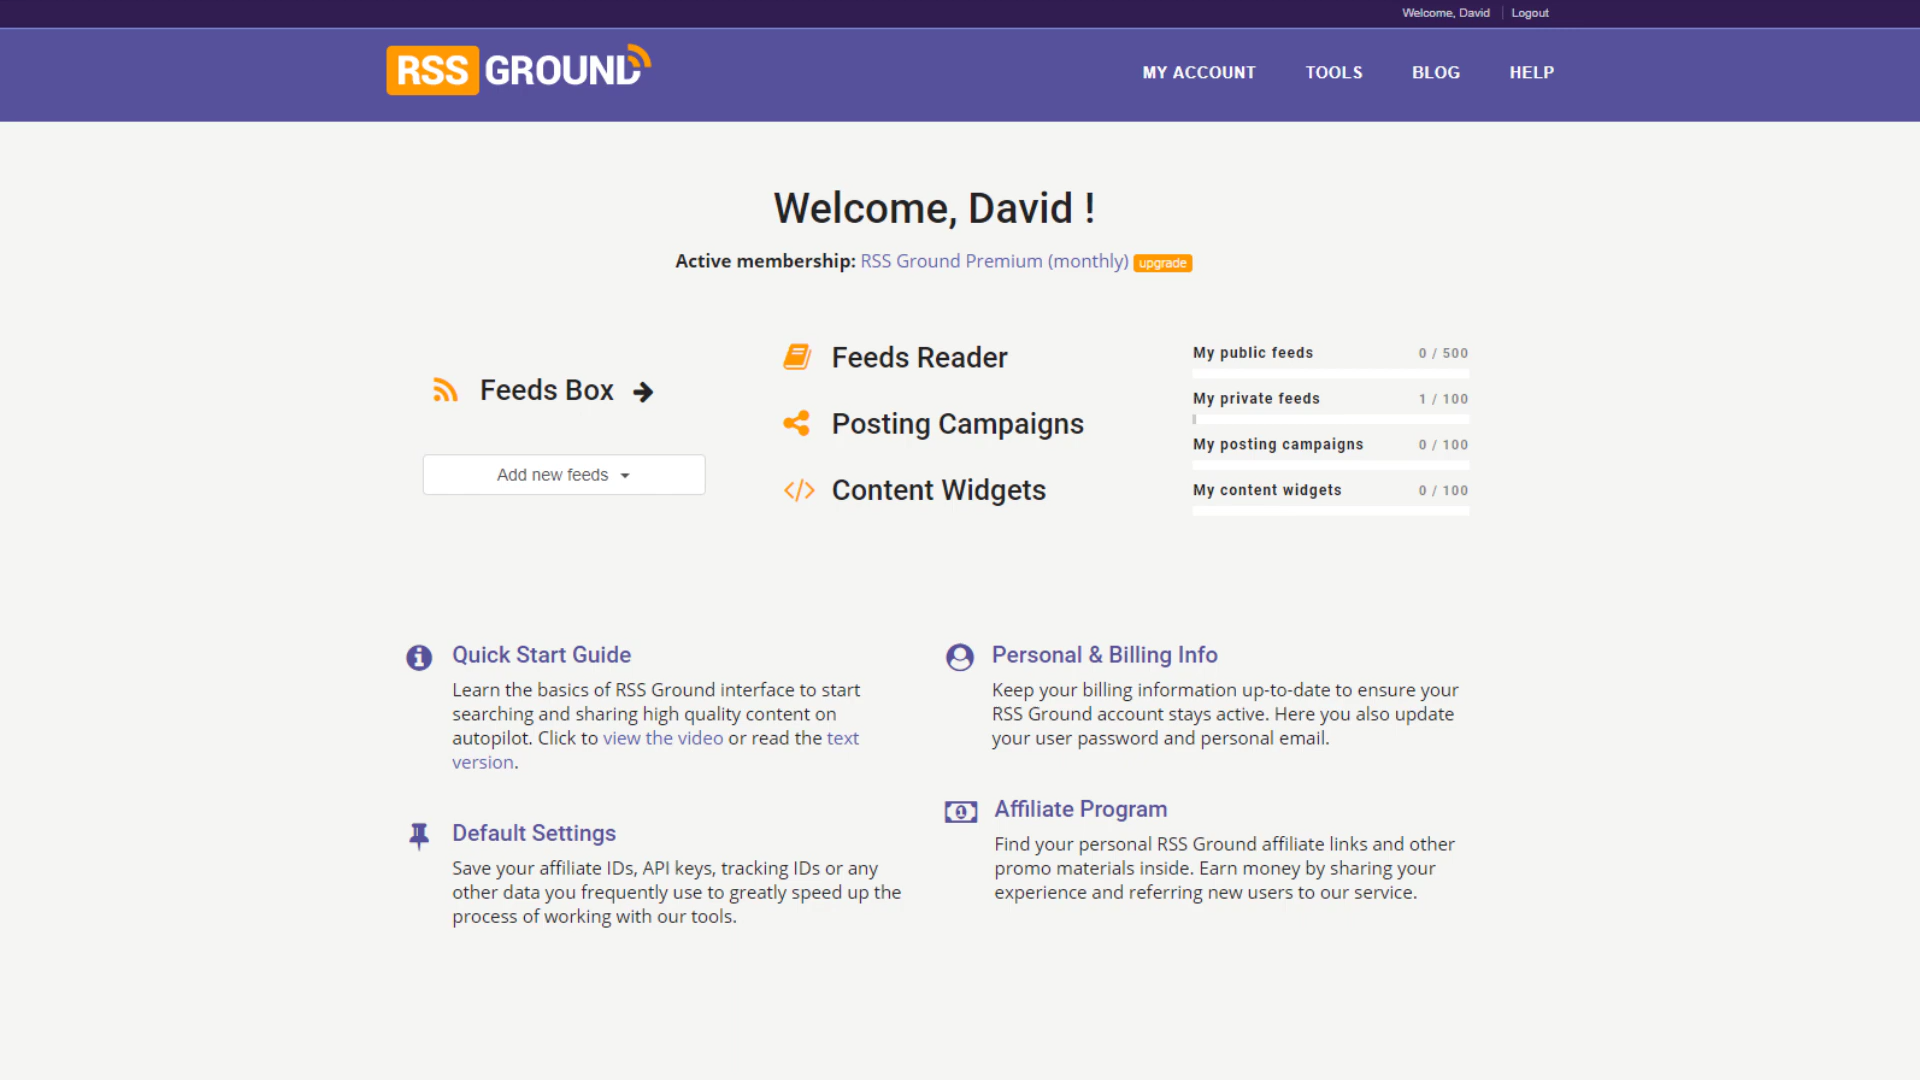 Welcome, David
Logout
RSS GROUND
MY ACCOUNT
TOOLS
BLOG
HELP
Welcome, David !
Active membership: RSS Ground Premium (monthly) upgrade
Feeds Box
Add new feeds
Feeds Reader
Posting Campaigns
Content Widgets
My public feeds 0 / 500
My private feeds 1 / 100
My posting campaigns 0 / 100
My content widgets 0 / 100
Quick Start Guide
Learn the basics of RSS Ground interface to start
searching and sharing high quality content on
autopilot. Click to view the video or read the text
version.
Default Settings
Save your affiliate IDs, API keys, tracking IDs or any
other data you frequently use to greatly speed up the
process of working with our tools.
Personal & Billing Info
Keep your billing information up-to-date to ensure your
RSS Ground account stays active. Here you also update
your user password and personal email.
Affiliate Program
Find your personal RSS Ground affiliate links and other
promo materials inside. Earn money by sharing your
experience and referring new users to our service.